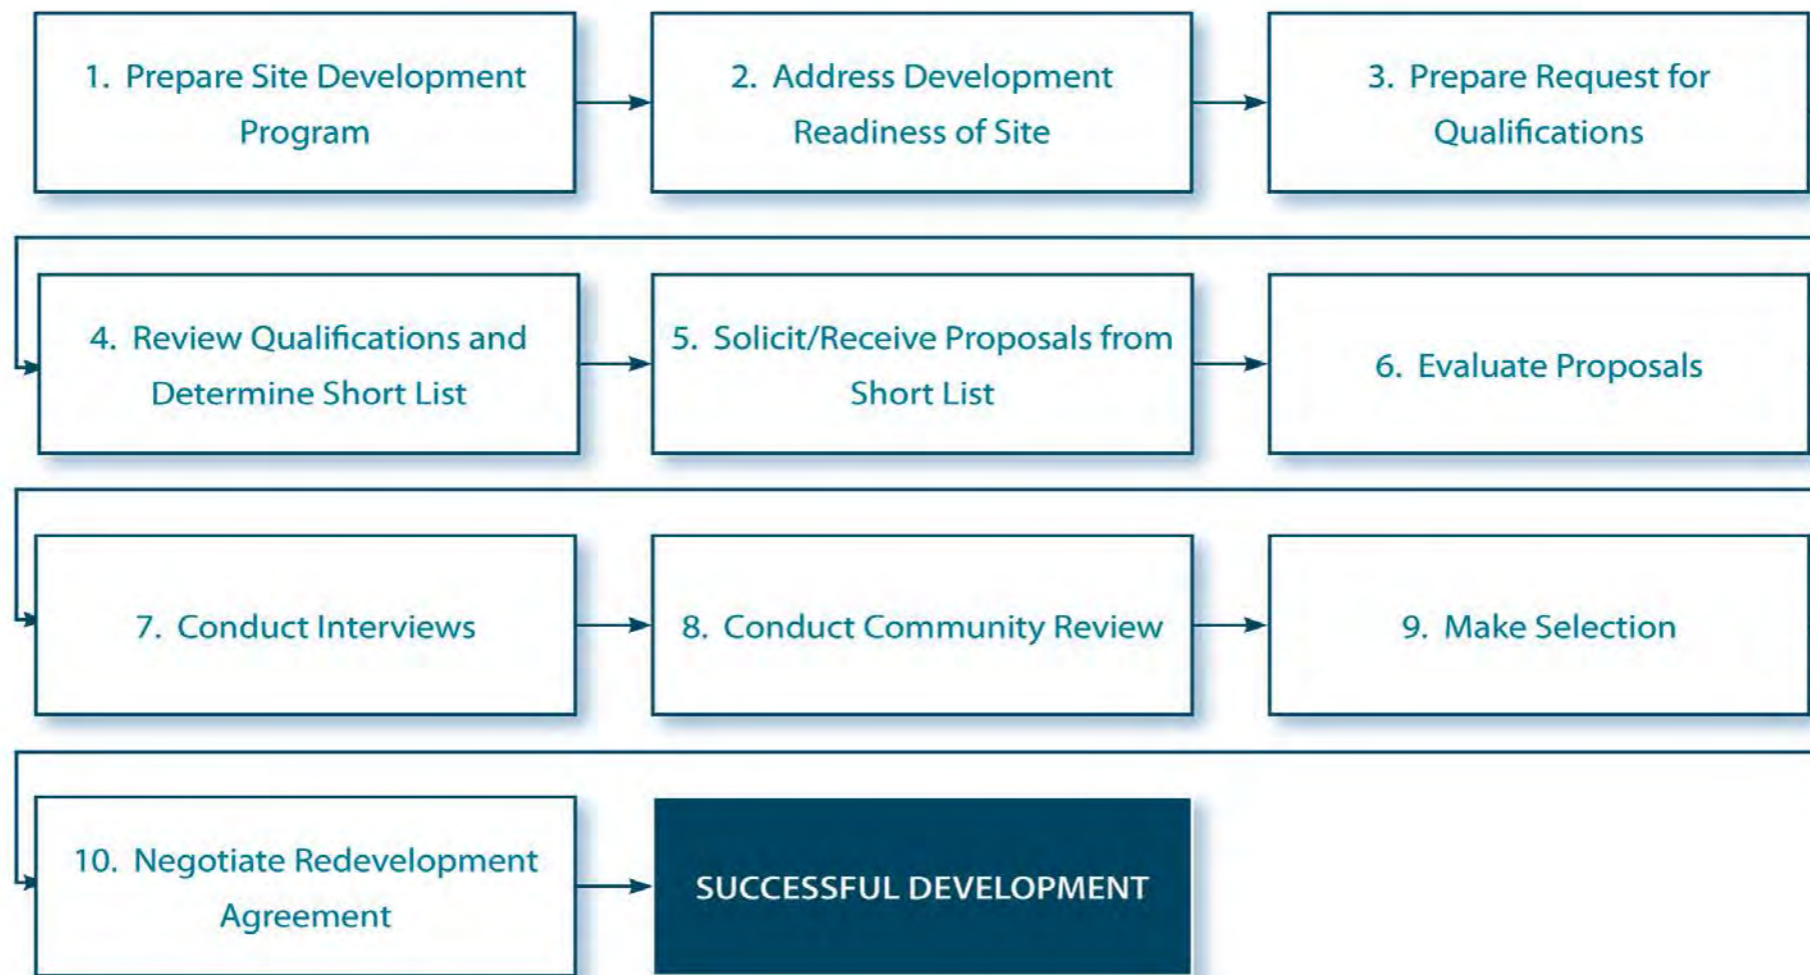 1. Prepare Site Development
Program
2. Address Development
Readiness of Site
3. Prepare Request for
Qualifications
4. Review Qualifications and
Determine Short List
5. Solicit/Receive Proposals from
Short List
6. Evaluate Proposals
7. Conduct Interviews
8. Conduct Community Review
9. Make Selection
10. Negotiate Redevelopment
Agreement
SUCCESSFUL DEVELOPMENT